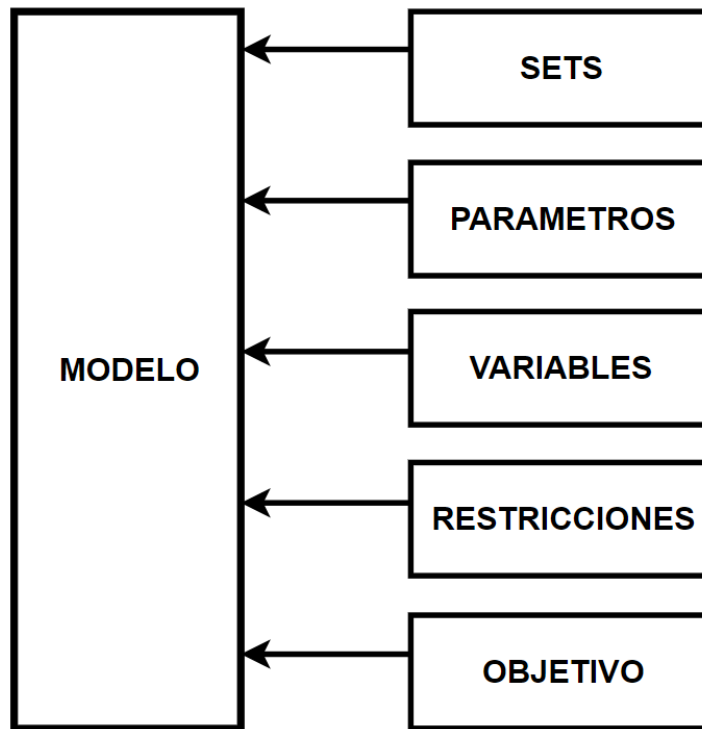 MODELO
SETS
PARAMETROS
VARIABLES
RESTRICCIONES
OBJETIVO